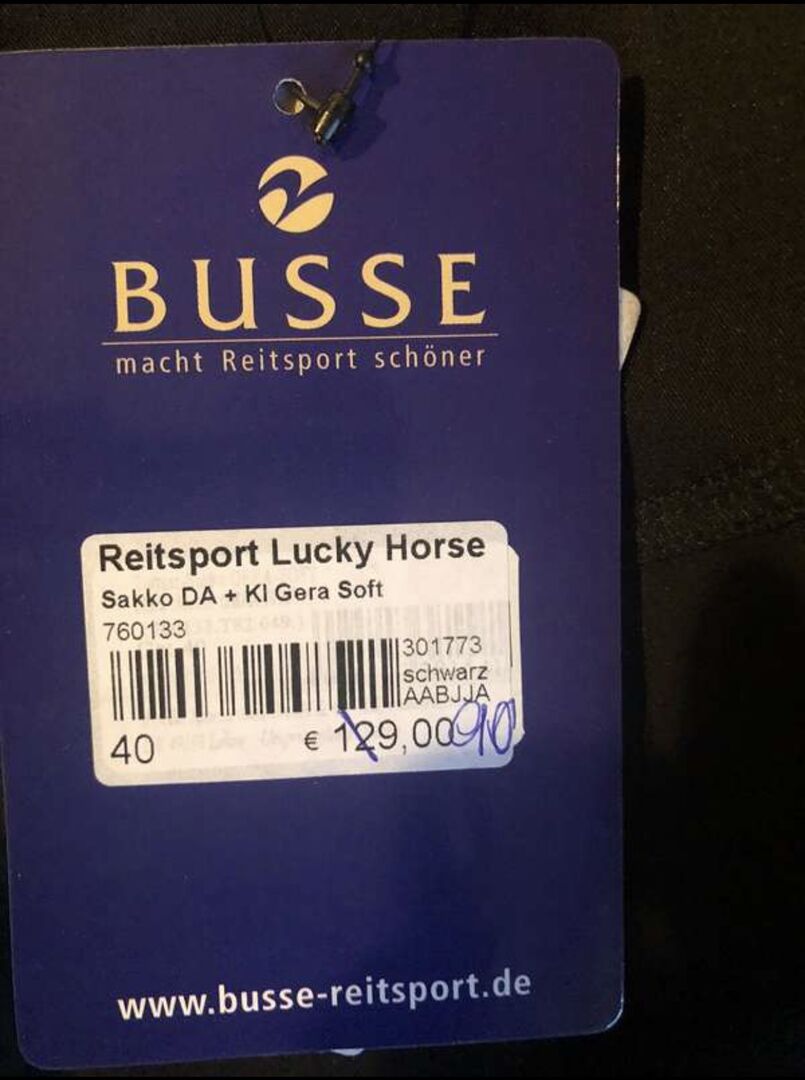 BUSSE
macht Reitsport schöner
Reitsport Lucky Horse
Sakko DA + KI Gera Soft
760133
301773
schwarz
AABJJA
40
€ 129,00 90
www.busse-reitsport.de